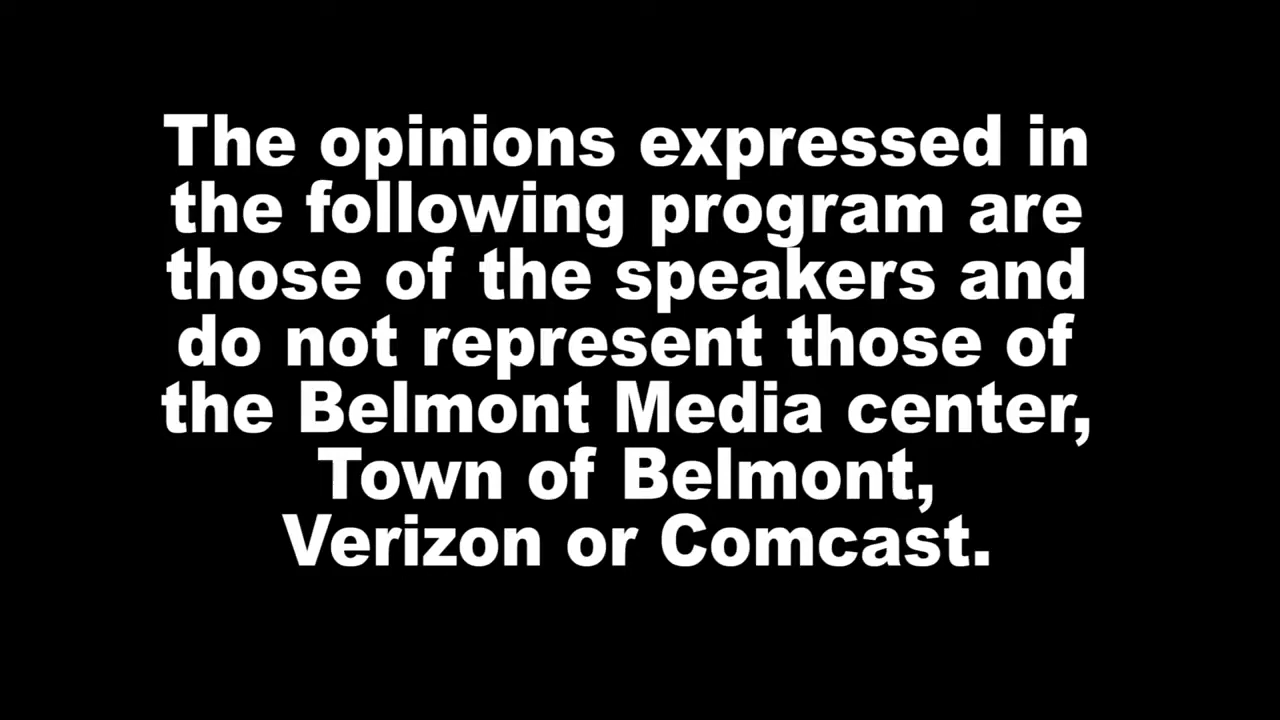 The opinions expressed in
the following program are
those of the speakers and
do not represent those of
the Belmont Media center,
Town of Belmont,
Verizon or Comcast.